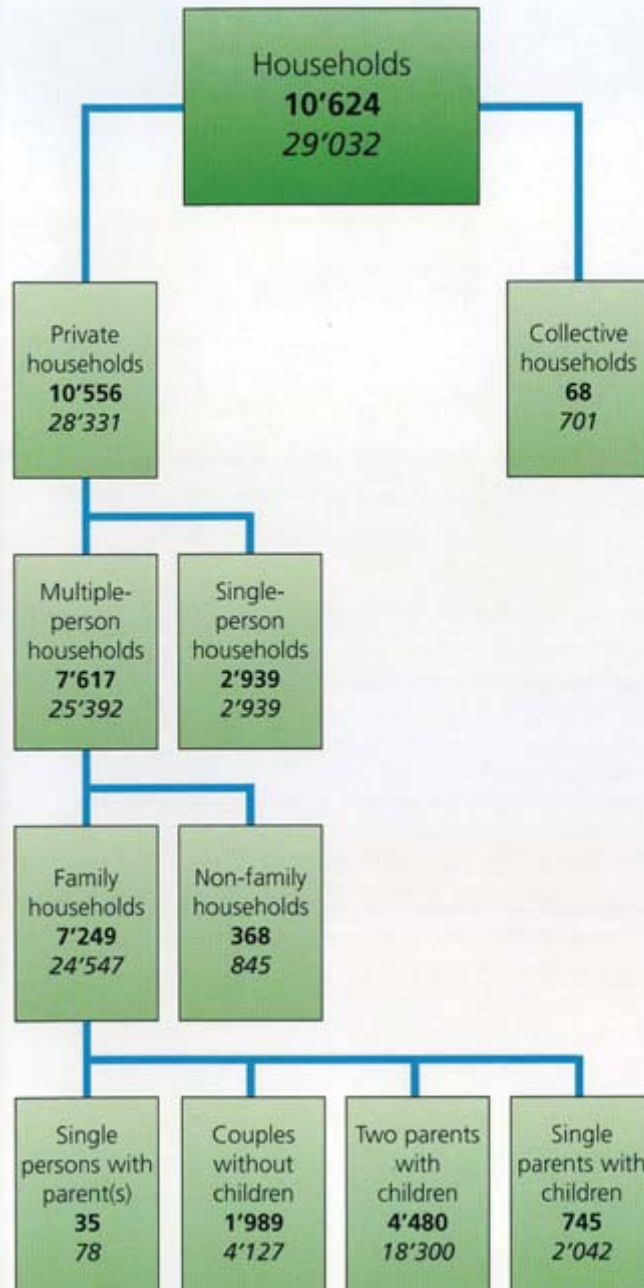 Households
10’624
29’032
Private
households
10’556
28’331
Collective
households
68
701
Multiple-
person
households
7’617
25’392
Single-
person
households
2’939
2’939
Family
households
7’249
24’547
Non-family
households
368
845
Single
persons with
parent(s)
35
78
Couples
without
children
1’989
4’127
Two parents
with
children
4’480
18’300
Single
parents with
children
745
2’042